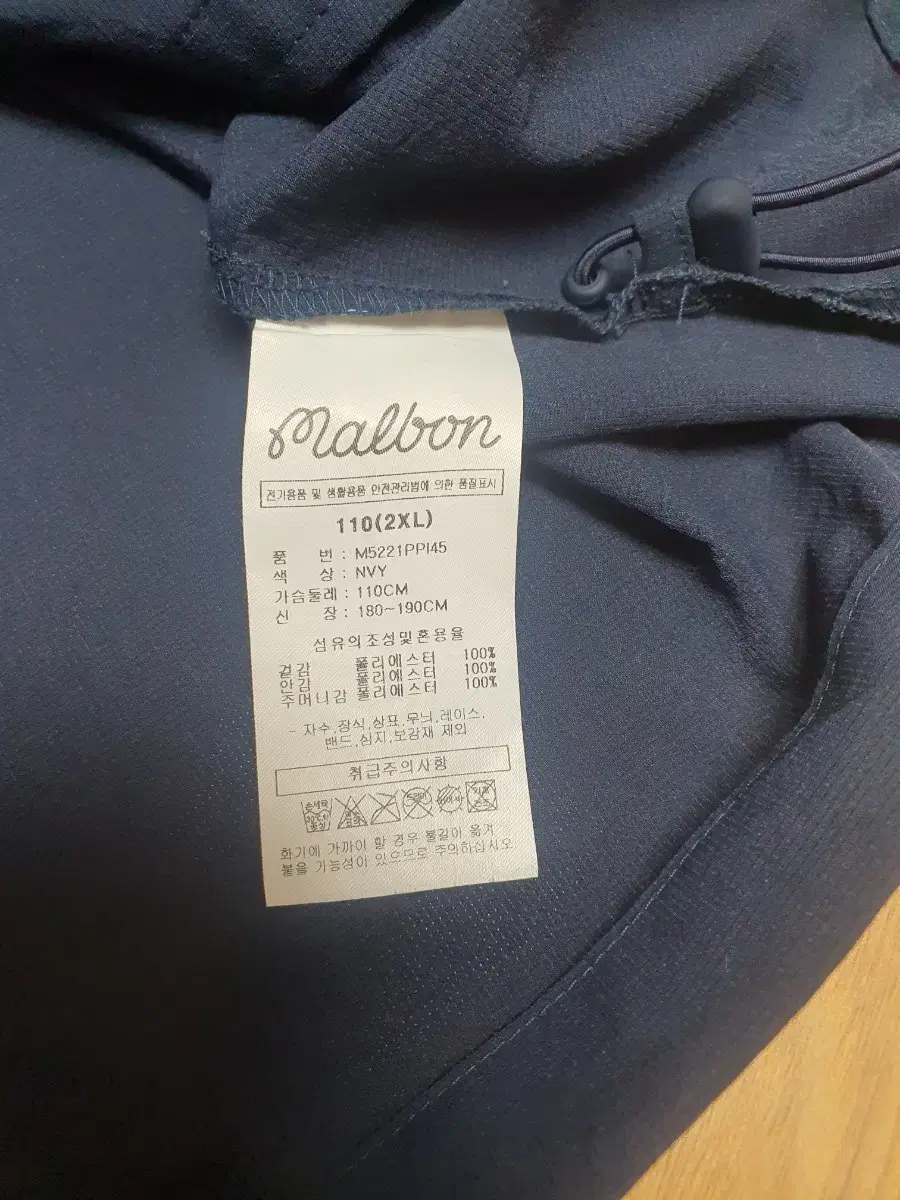 malbon
전기용품 및 생활용품 안전관리법에 의한 품질표시
110(2XL)
품 번 : M5221PPI45
색 상 : NVY
가슴둘레 : 110CM
신 장 : 180~190CM
섬유의조성및혼용율
겉감 폴리에스터 100%
안감 폴리에스터 100%
주머니감 폴리에스터 100%
- 자수,장식,상표,무늬,레이스,
밴드,심지,보강재 제외
취급주의사항
손세탁
30℃
중성
화기에 가까이 할 경우 불길이 옮겨
붙을 가능성이 있으므로 주의하십시오